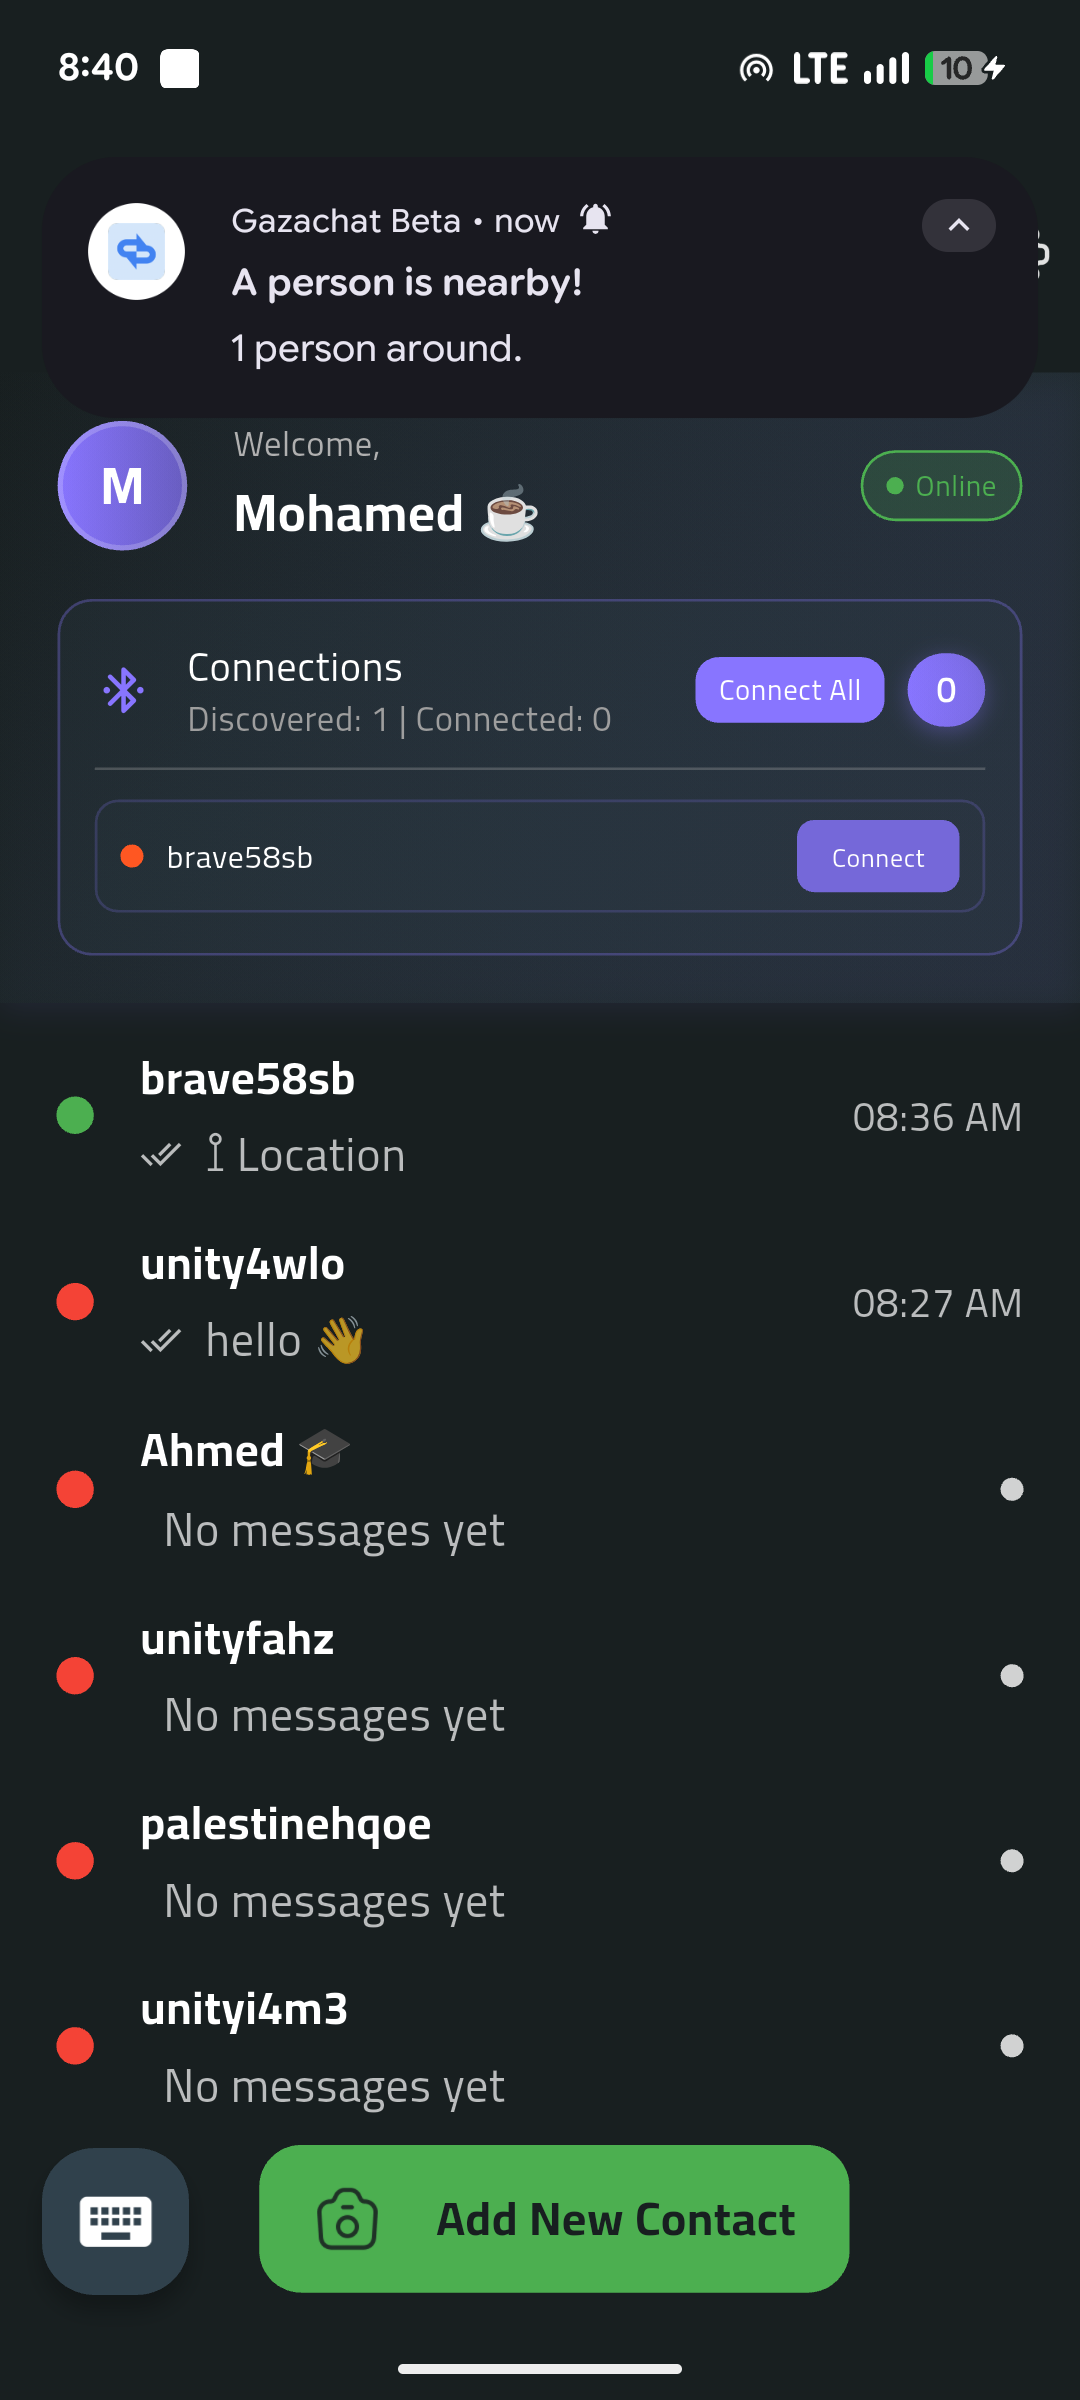 8:40
LTE
10
Gazachat Beta • now
A person is nearby!
1 person around.
M
Welcome,
Mohamed ☕
Online
Connections
Discovered: 1 | Connected: 0
Connect All
0
brave58sb
Connect
brave58sb
08:36 AM
Location
unity4wlo
08:27 AM
hello 👋
Ahmed 🎓
No messages yet
unityfahz
No messages yet
palestinehqoe
No messages yet
unityi4m3
No messages yet
Add New Contact